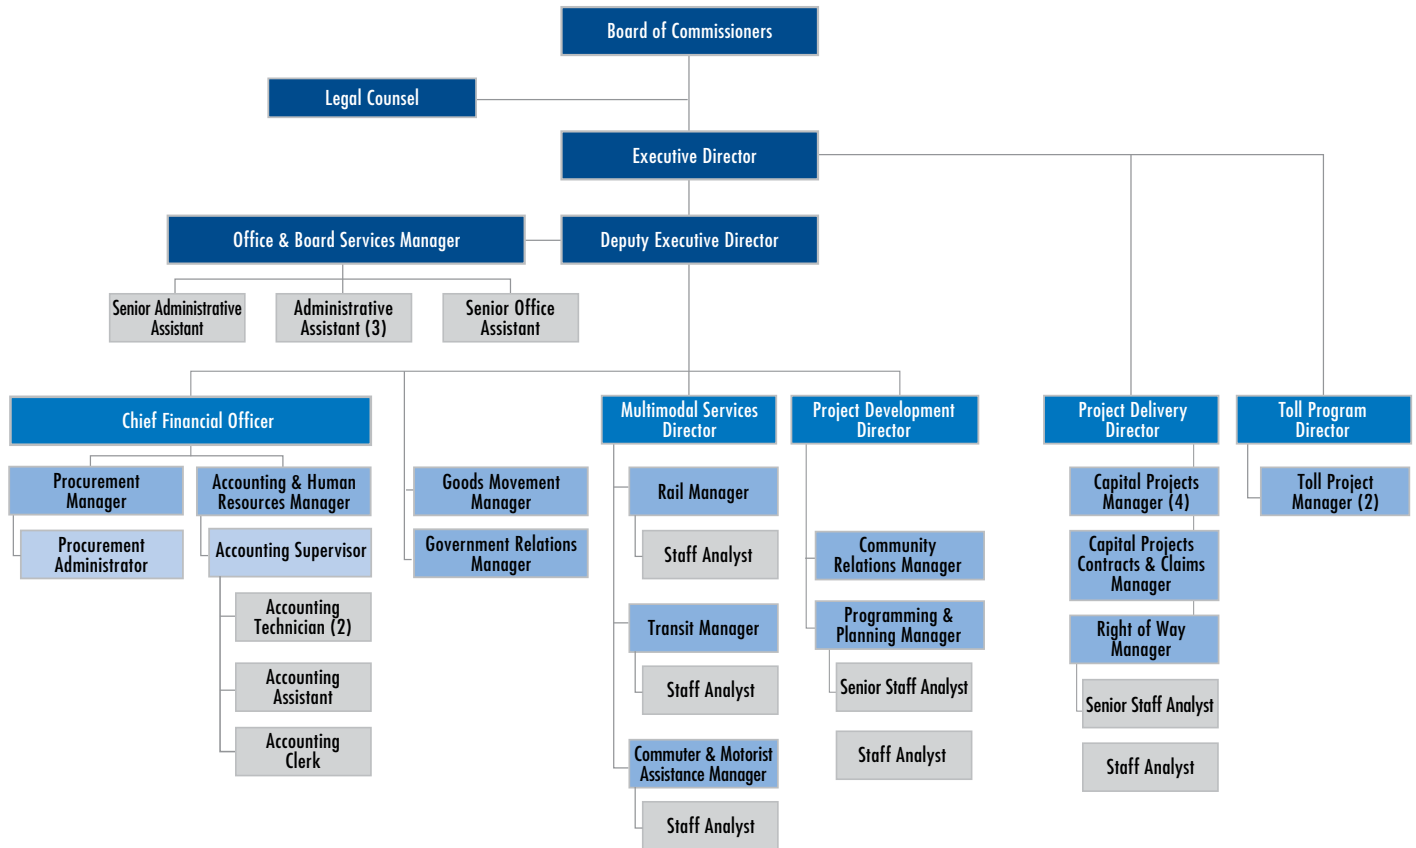 Board of Commissioners
Legal Counsel
Executive Director
Office & Board Services Manager
Deputy Executive Director
Senior Administrative
Assistant
Administrative
Assistant (3)
Senior Office
Assistant
Chief Financial Officer
Multimodal Services
Director
Project Development
Director
Project Delivery
Director
Toll Program
Director
Procurement
Manager
Accounting & Human
Resources Manager
Goods Movement
Manager
Rail Manager
Capital Projects
Manager (4)
Toll Project
Manager (2)
Procurement
Administrator
Accounting Supervisor
Government Relations
Manager
Staff Analyst
Community
Relations Manager
Capital Projects
Contracts & Claims
Manager
Accounting
Technician (2)
Transit Manager
Programming &
Planning Manager
Right of Way
Manager
Accounting
Assistant
Staff Analyst
Senior Staff Analyst
Senior Staff Analyst
Accounting
Clerk
Commuter & Motorist
Assistance Manager
Staff Analyst
Staff Analyst
Staff Analyst